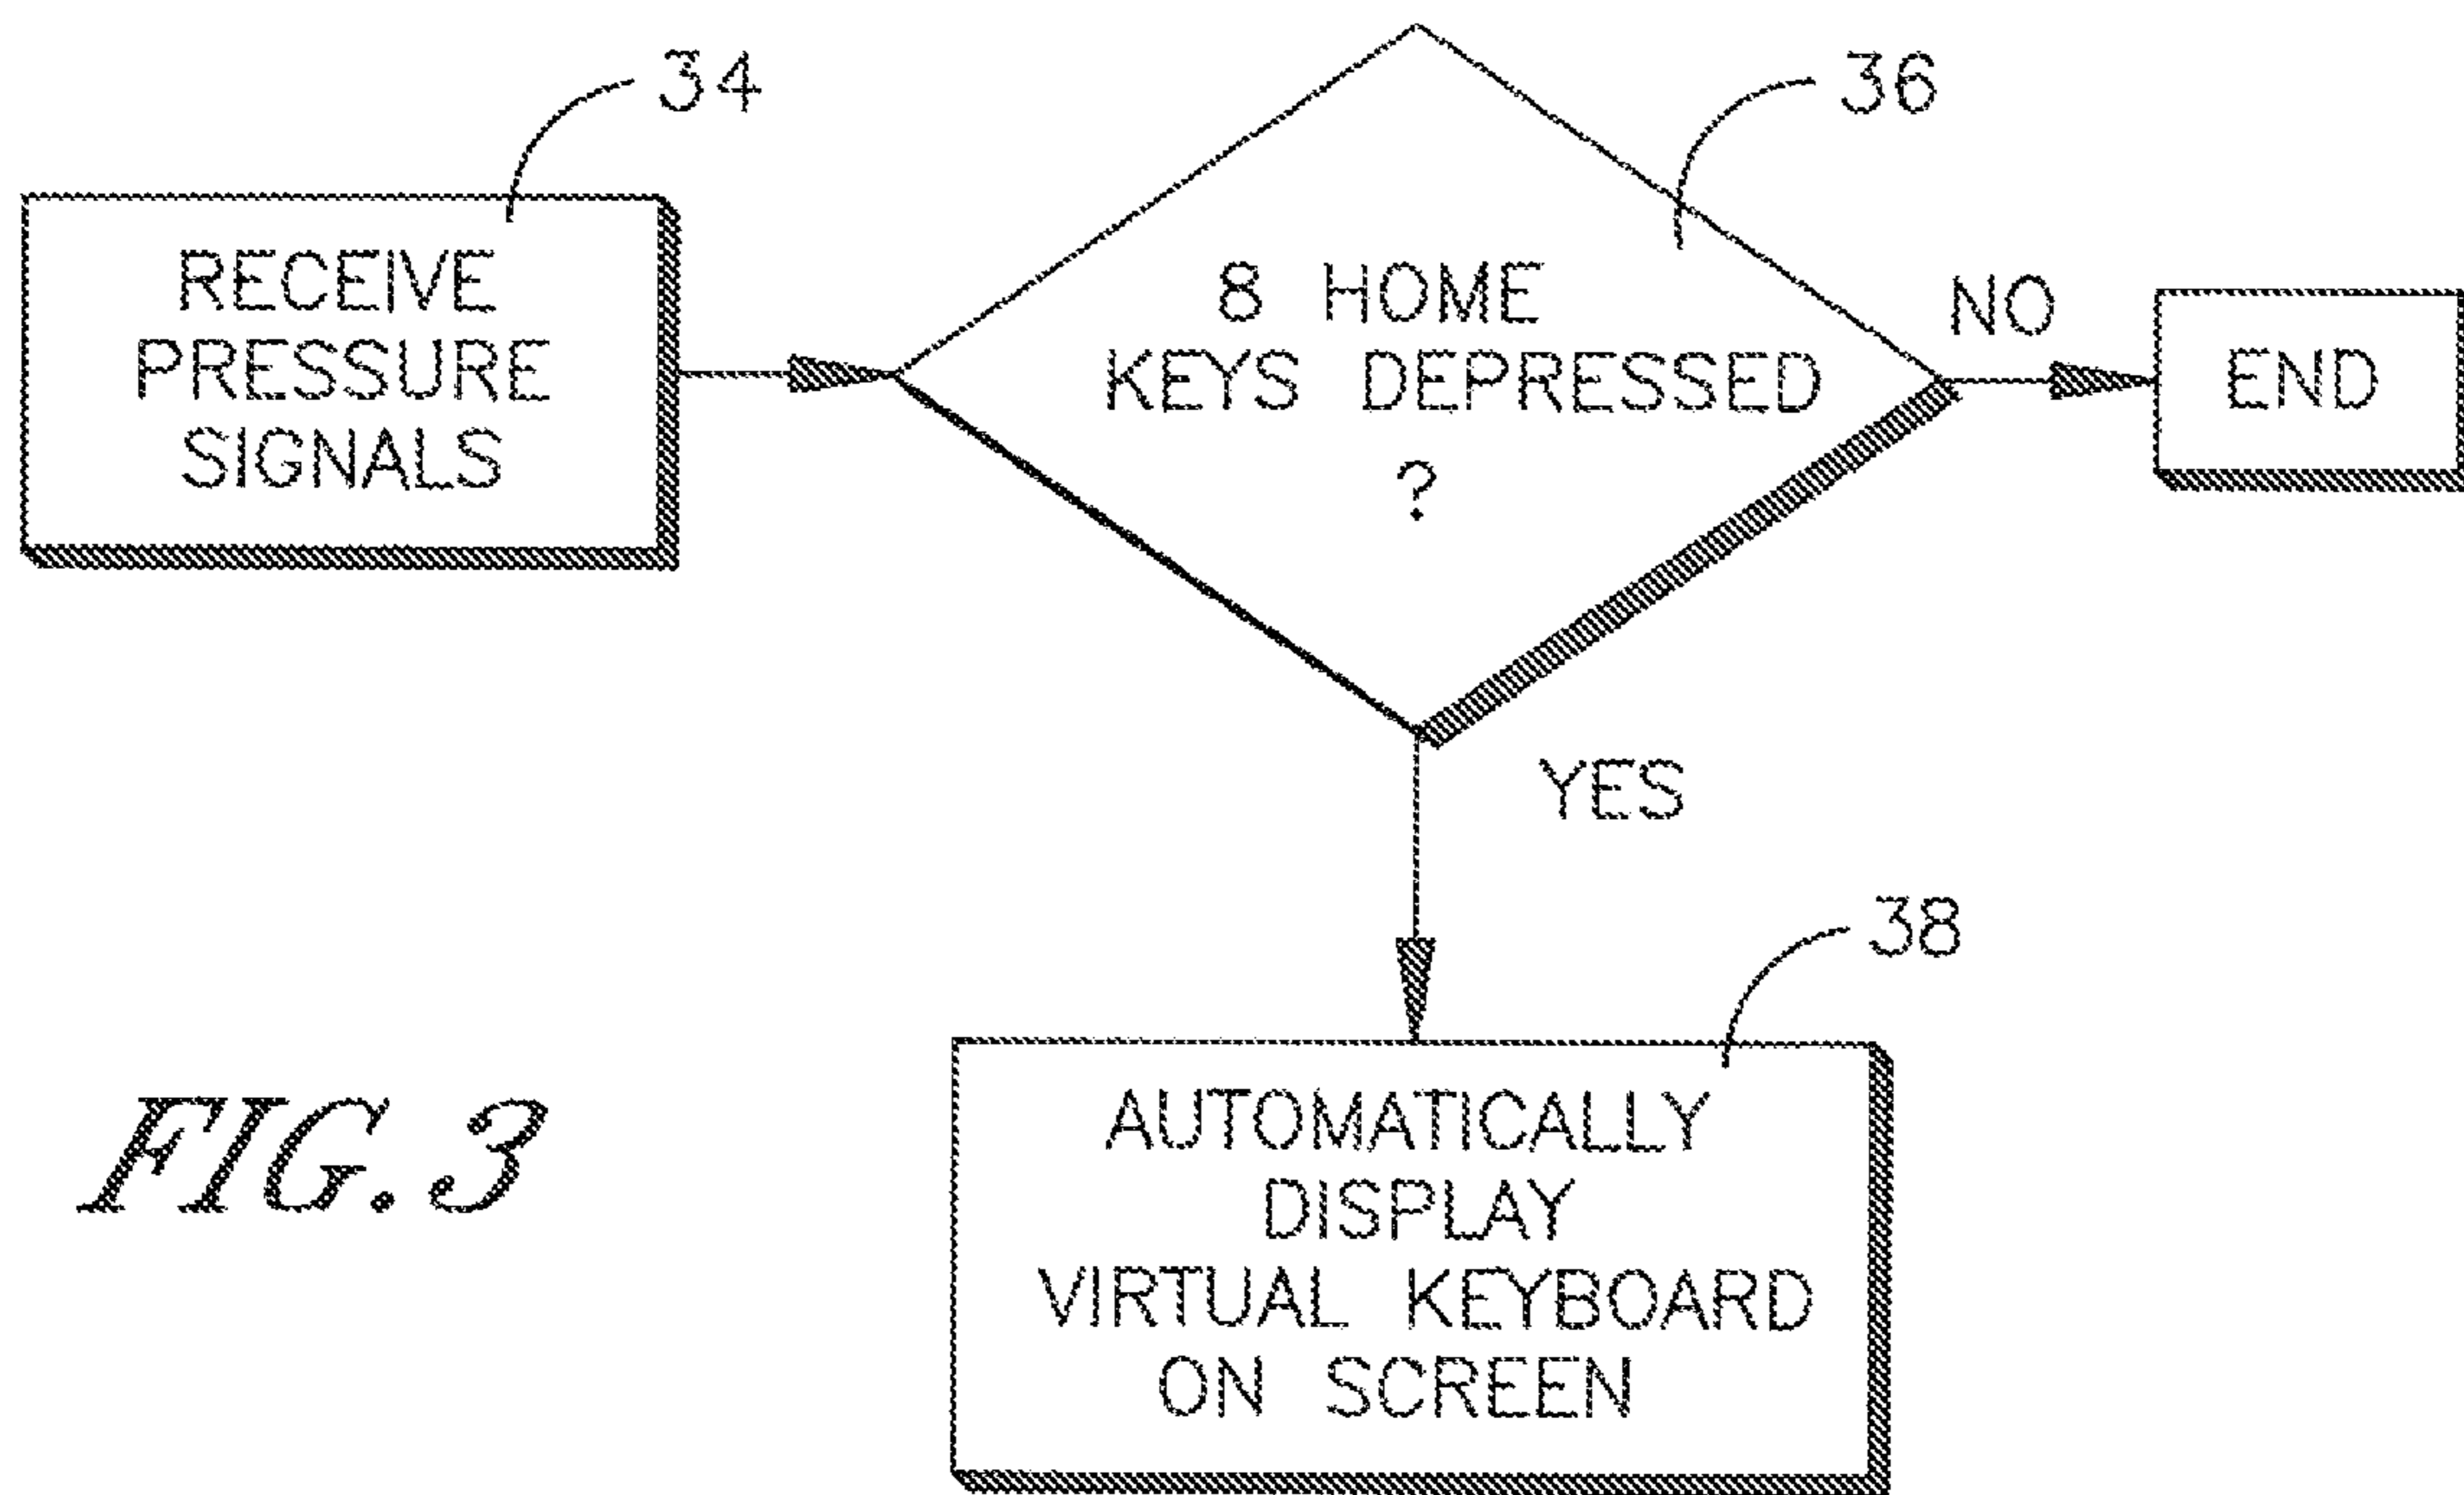 34
RECEIVE
PRESSURE
SIGNALS
36
8 HOME
KEYS DEPRESSED
?
NO
END
YES
38
AUTOMATICALLY
DISPLAY
VIRTUAL KEYBOARD
ON SCREEN
FIG. 3